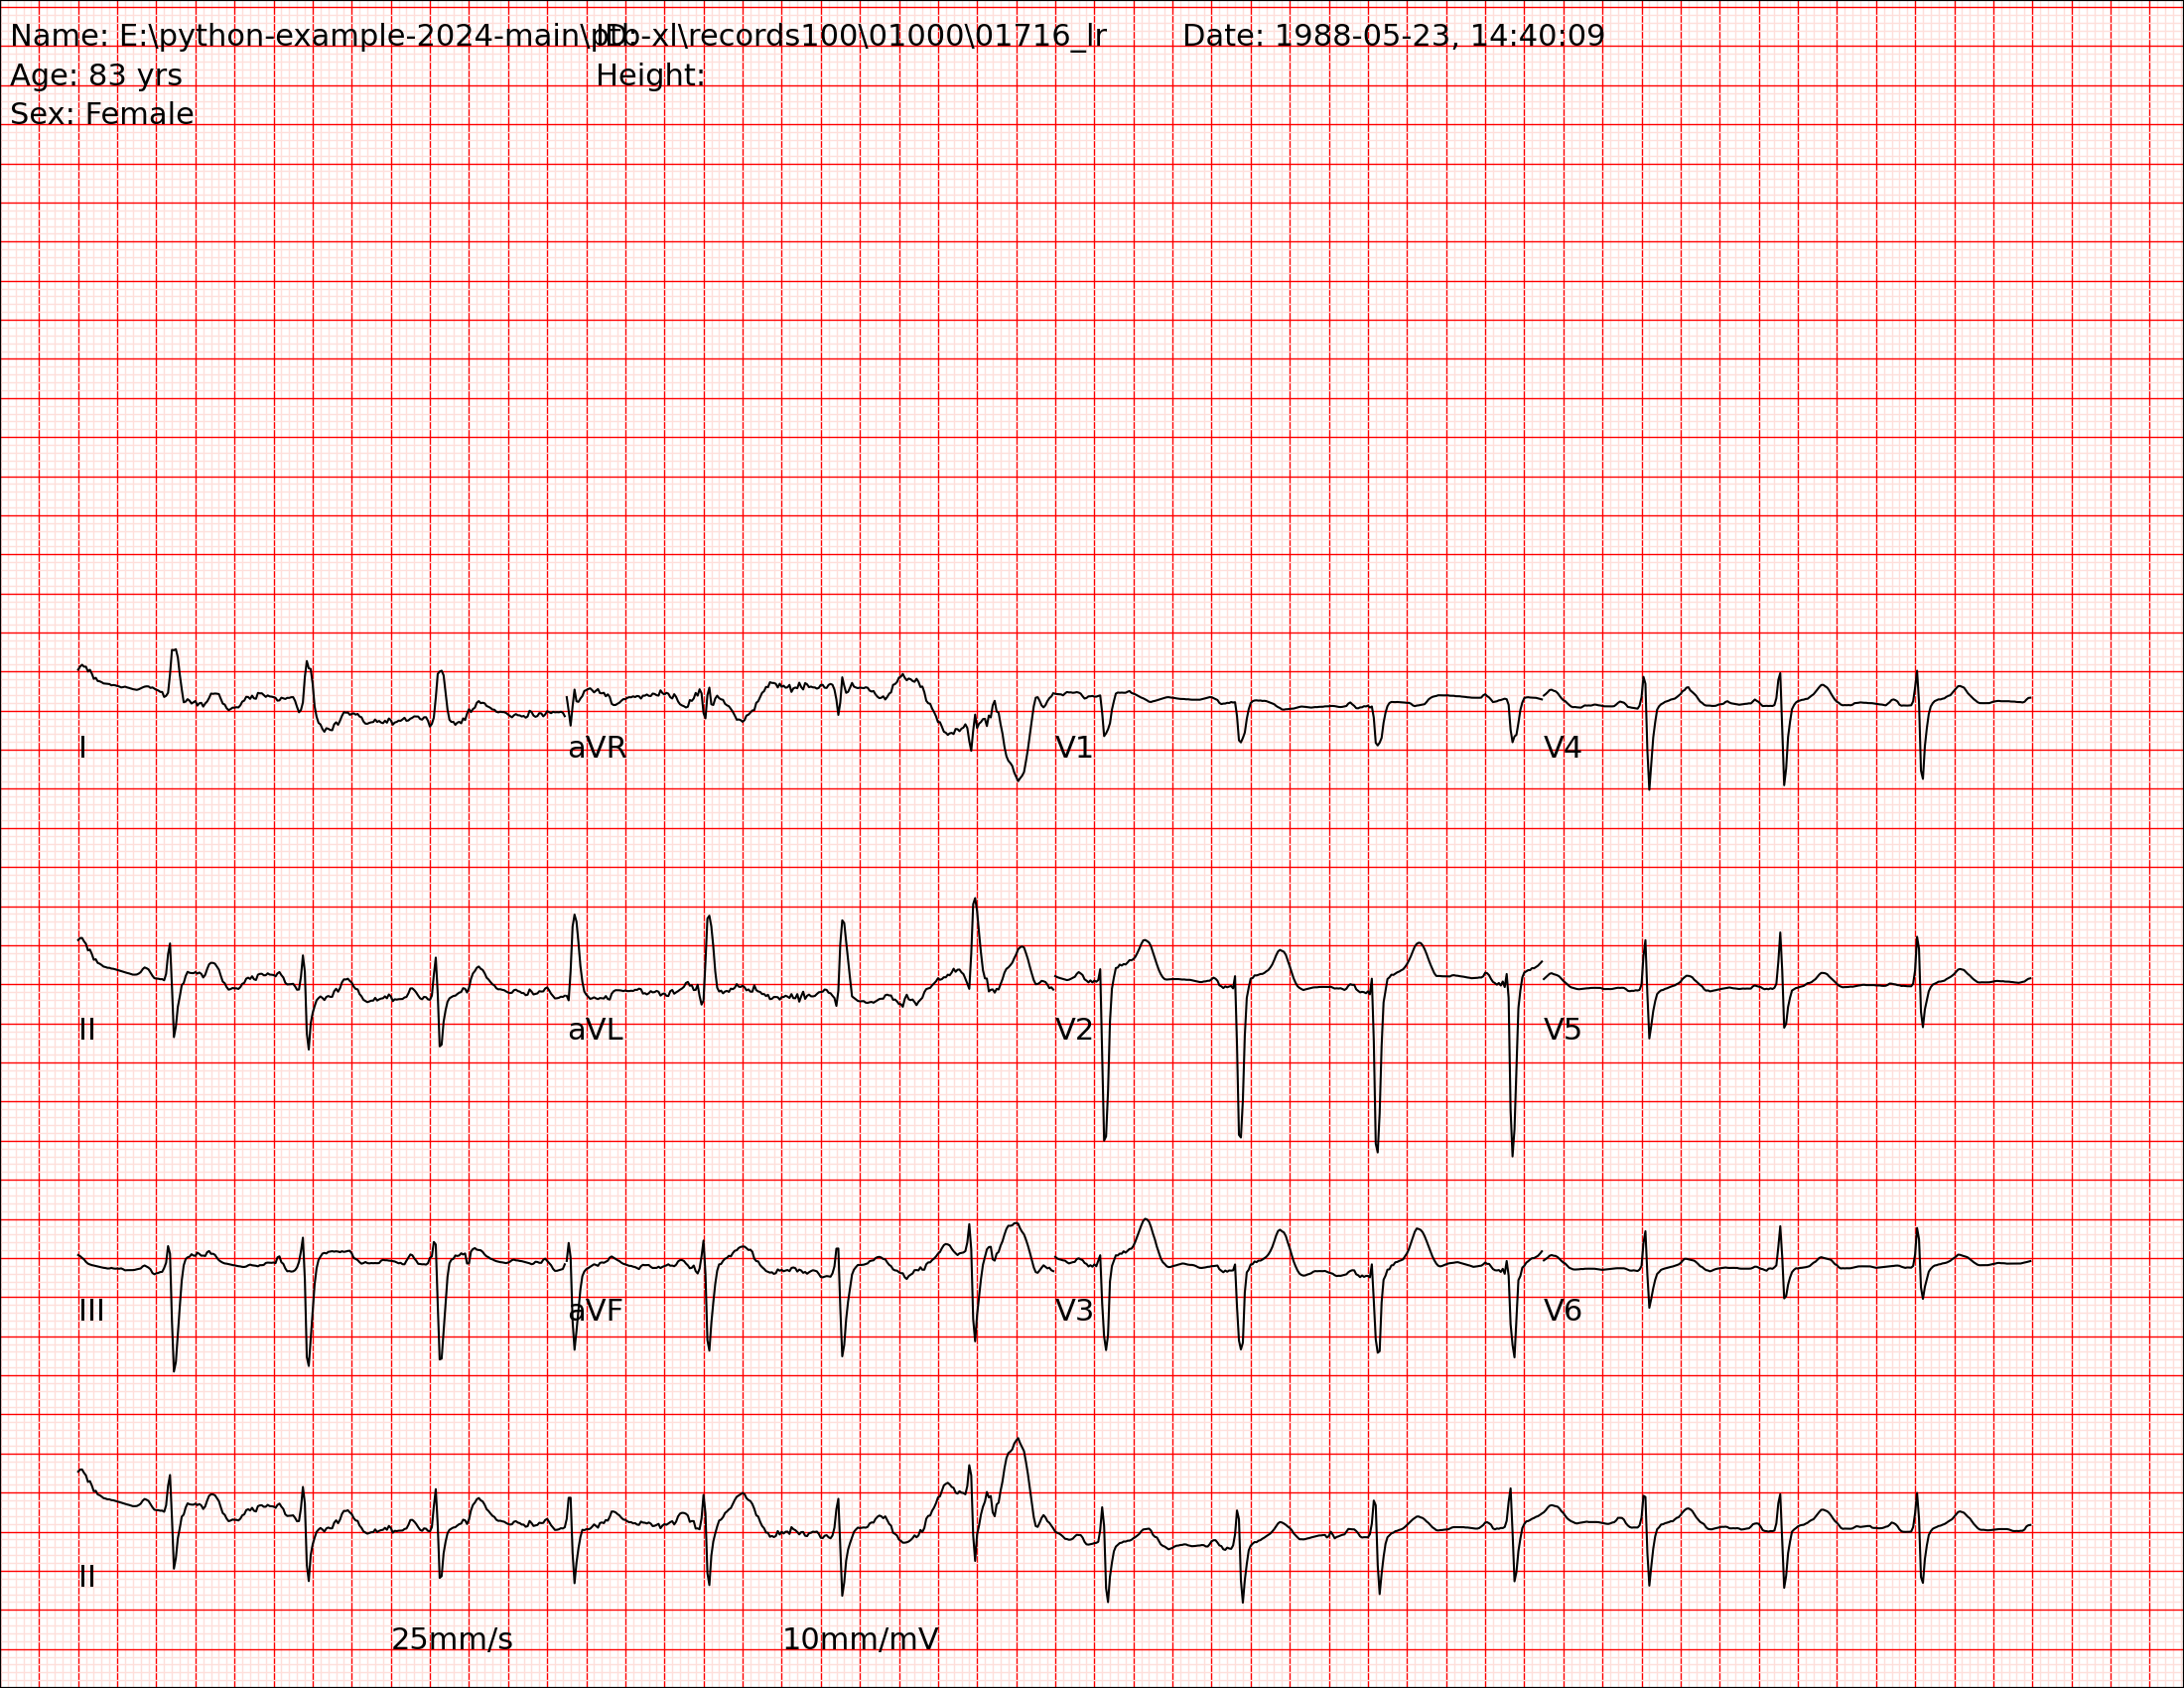 Name: E:\python-example-2024-main\ptb-xl\records100\01000\01716_lr ID: Date: 1988-05-23, 14:40:09
Age: 83 yrs Height:
Sex: Female
I aVR V1 V4
II aVL V2 V5
III aVF V3 V6
II
25mm/s 10mm/mV